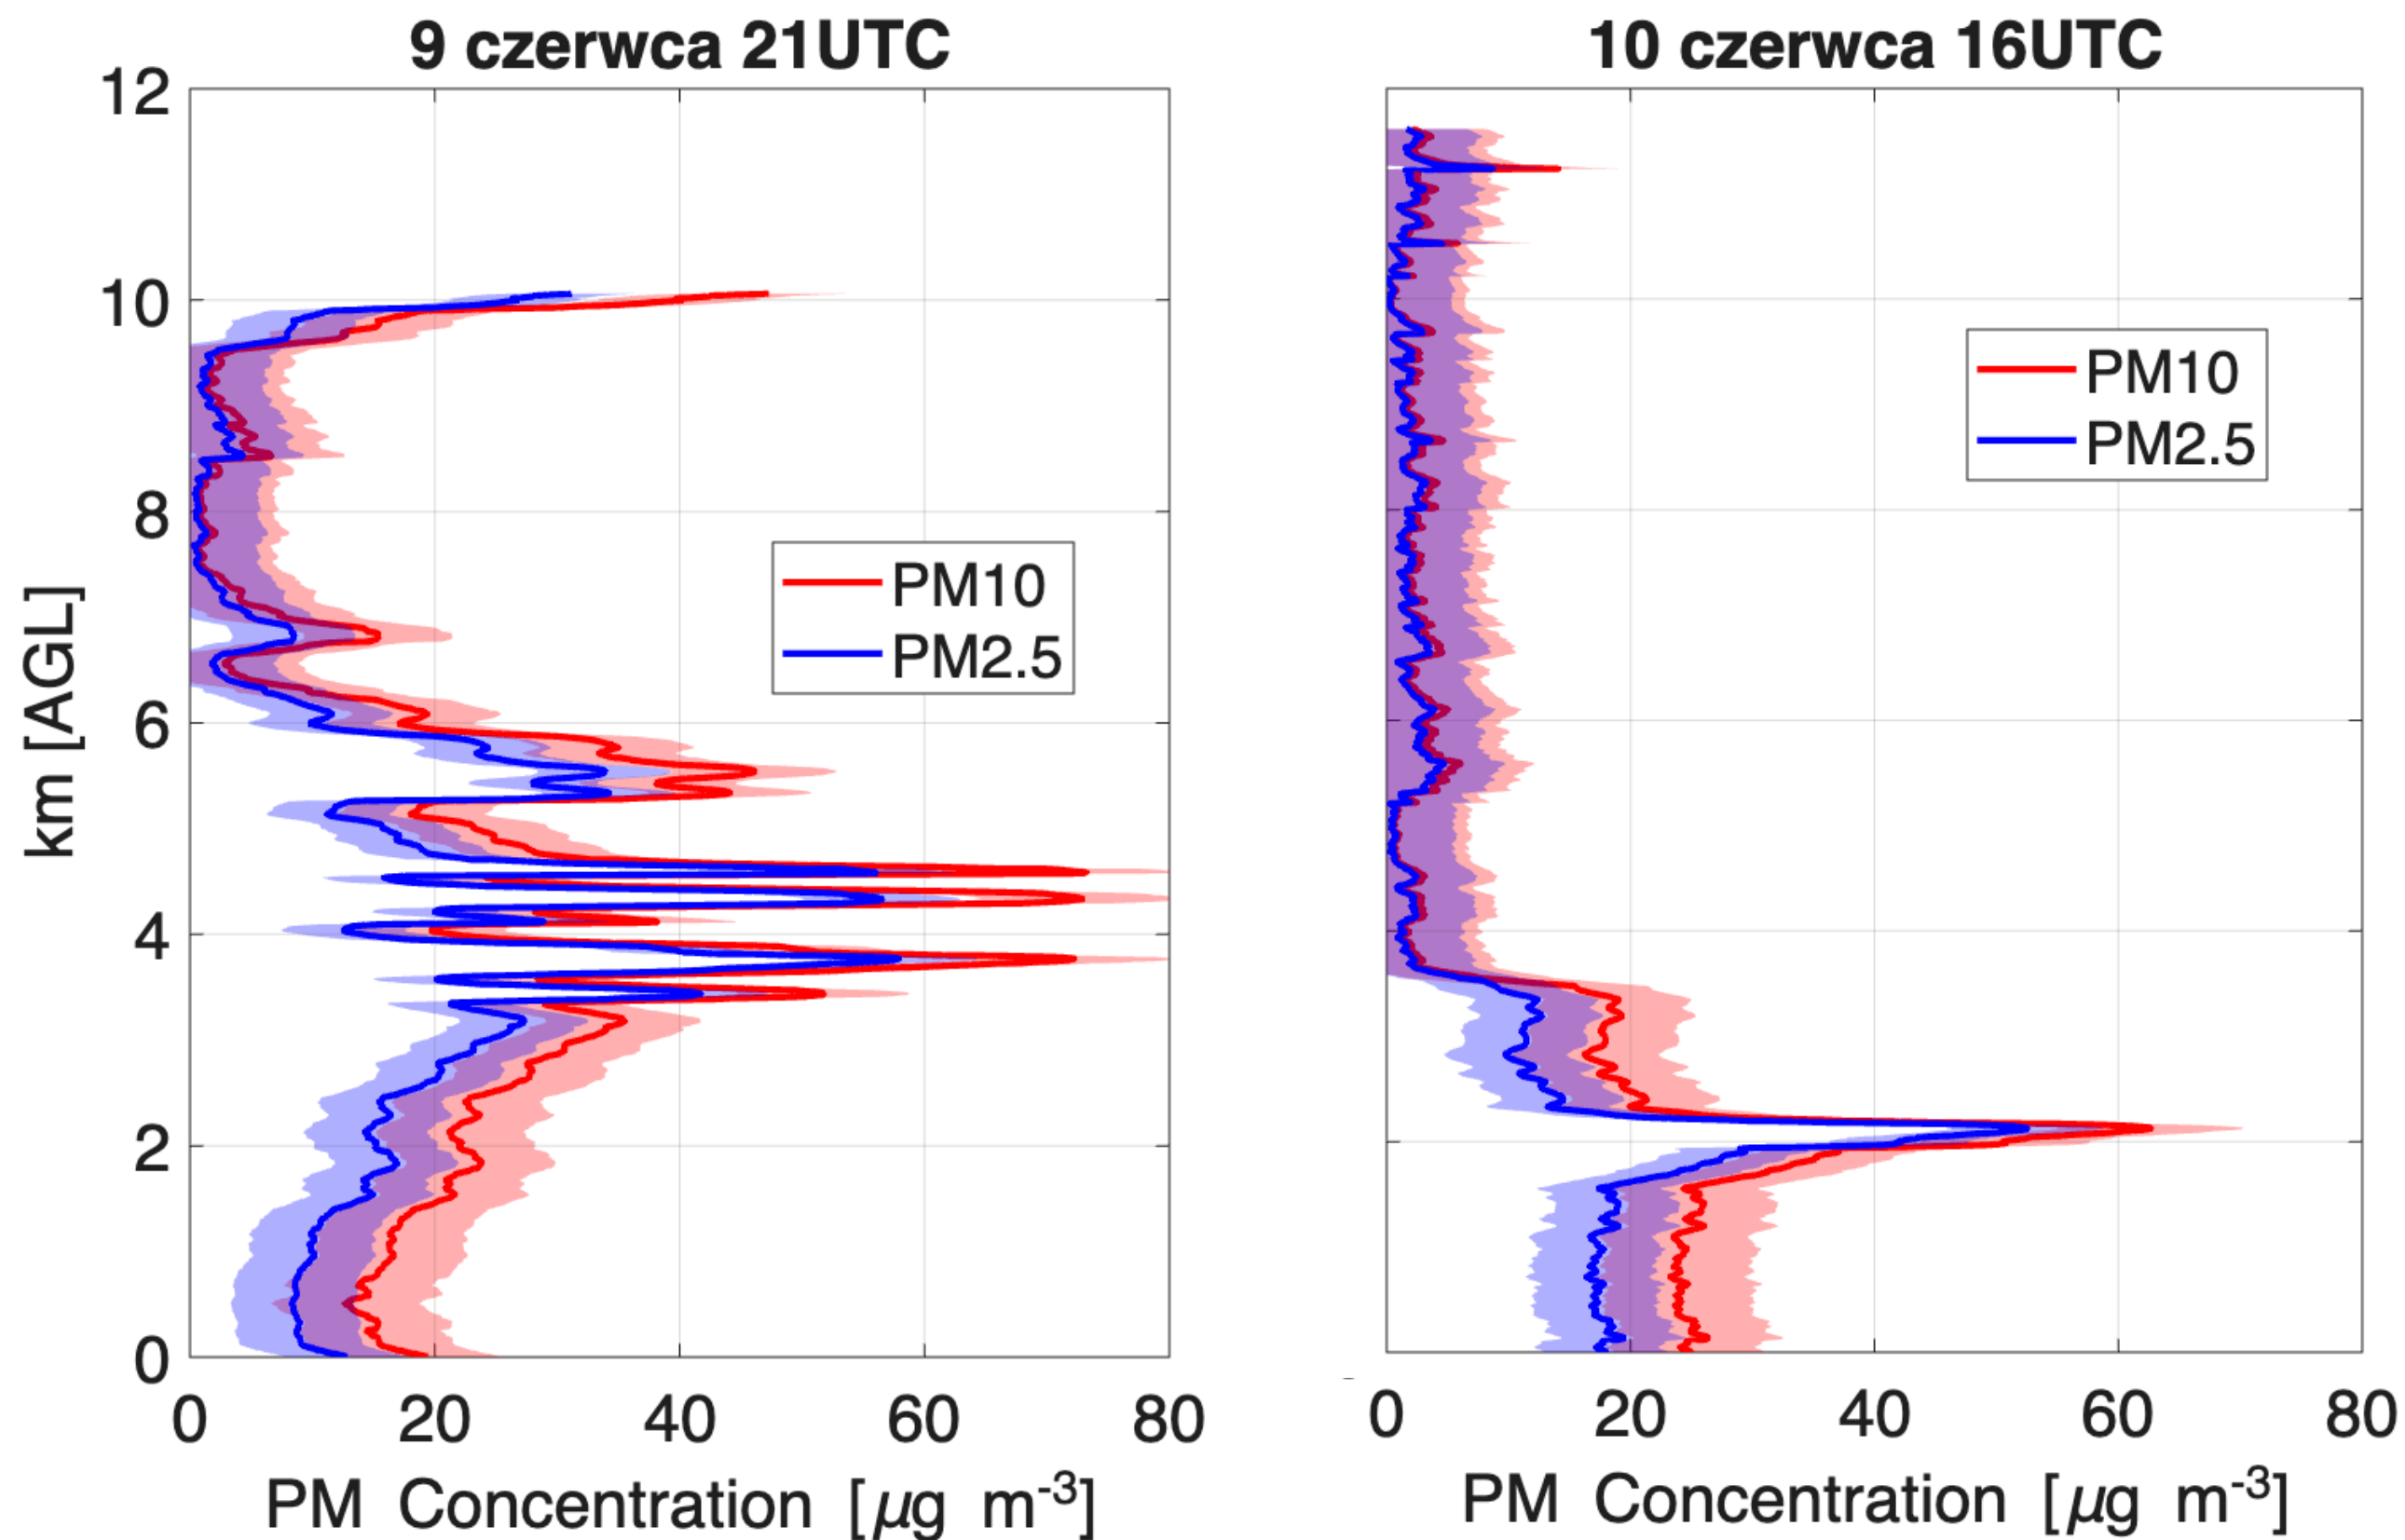 9 czerwca 21UTC
12
10
8
6
4
2
0
km [AGL]
PM10
PM2.5
0 20 40 60 80
PM Concentration [μg m-3]
10 czerwca 16UTC
PM10
PM2.5
0 20 40 60 80
PM Concentration [μg m-3]